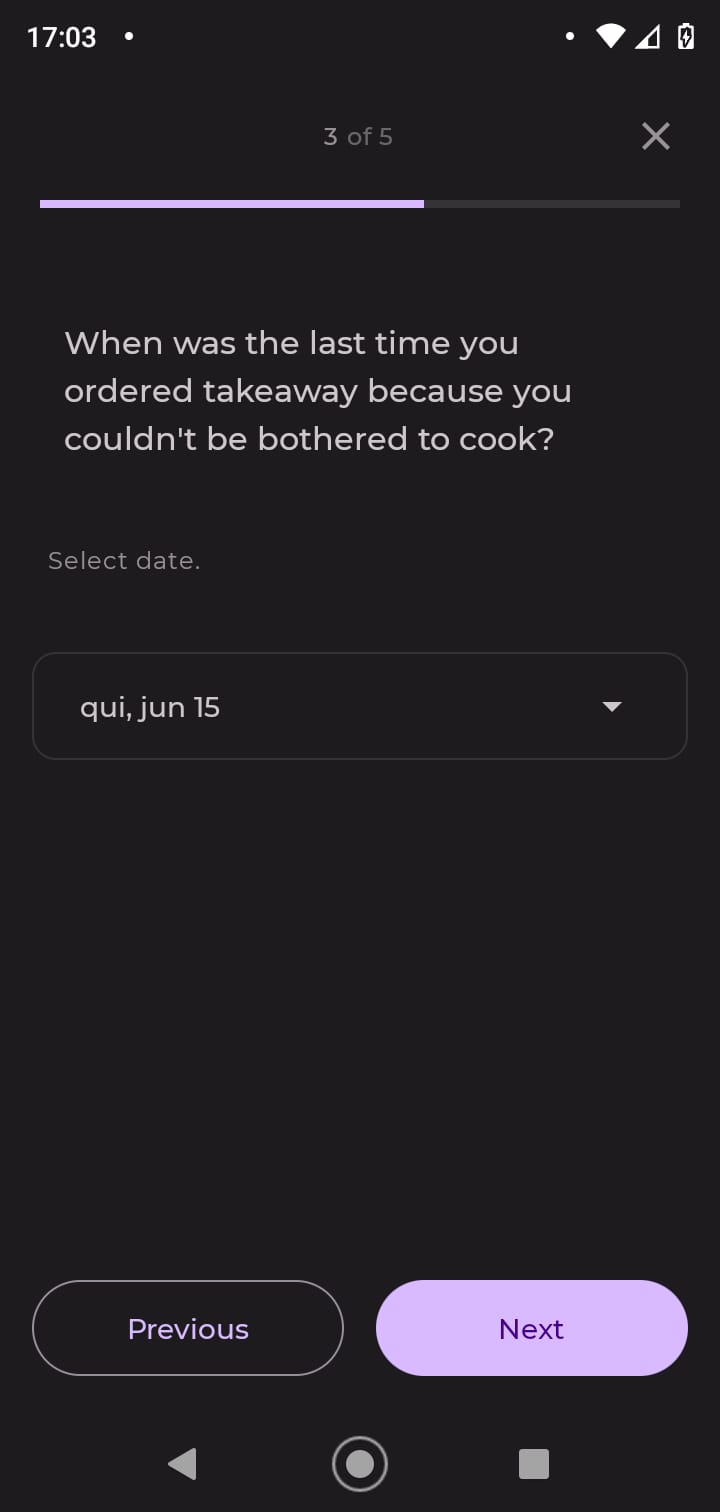 17:03
3 of 5
When was the last time you
ordered takeaway because you
couldn't be bothered to cook?
Select date.
qui, jun 15
Previous
Next